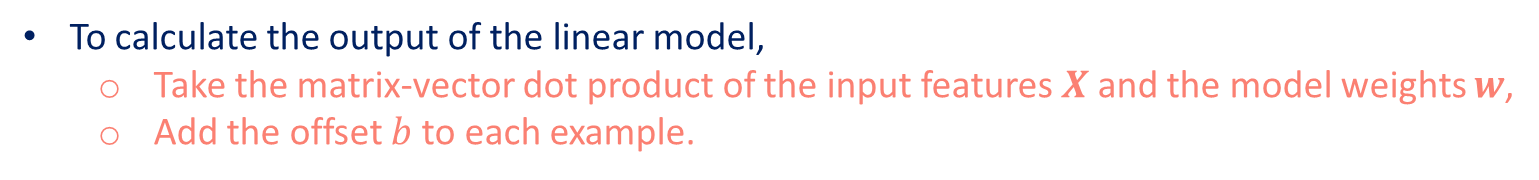 • To calculate the output of the linear model,
o Take the matrix-vector dot product of the input features X and the model weights w,
o Add the offset b to each example.